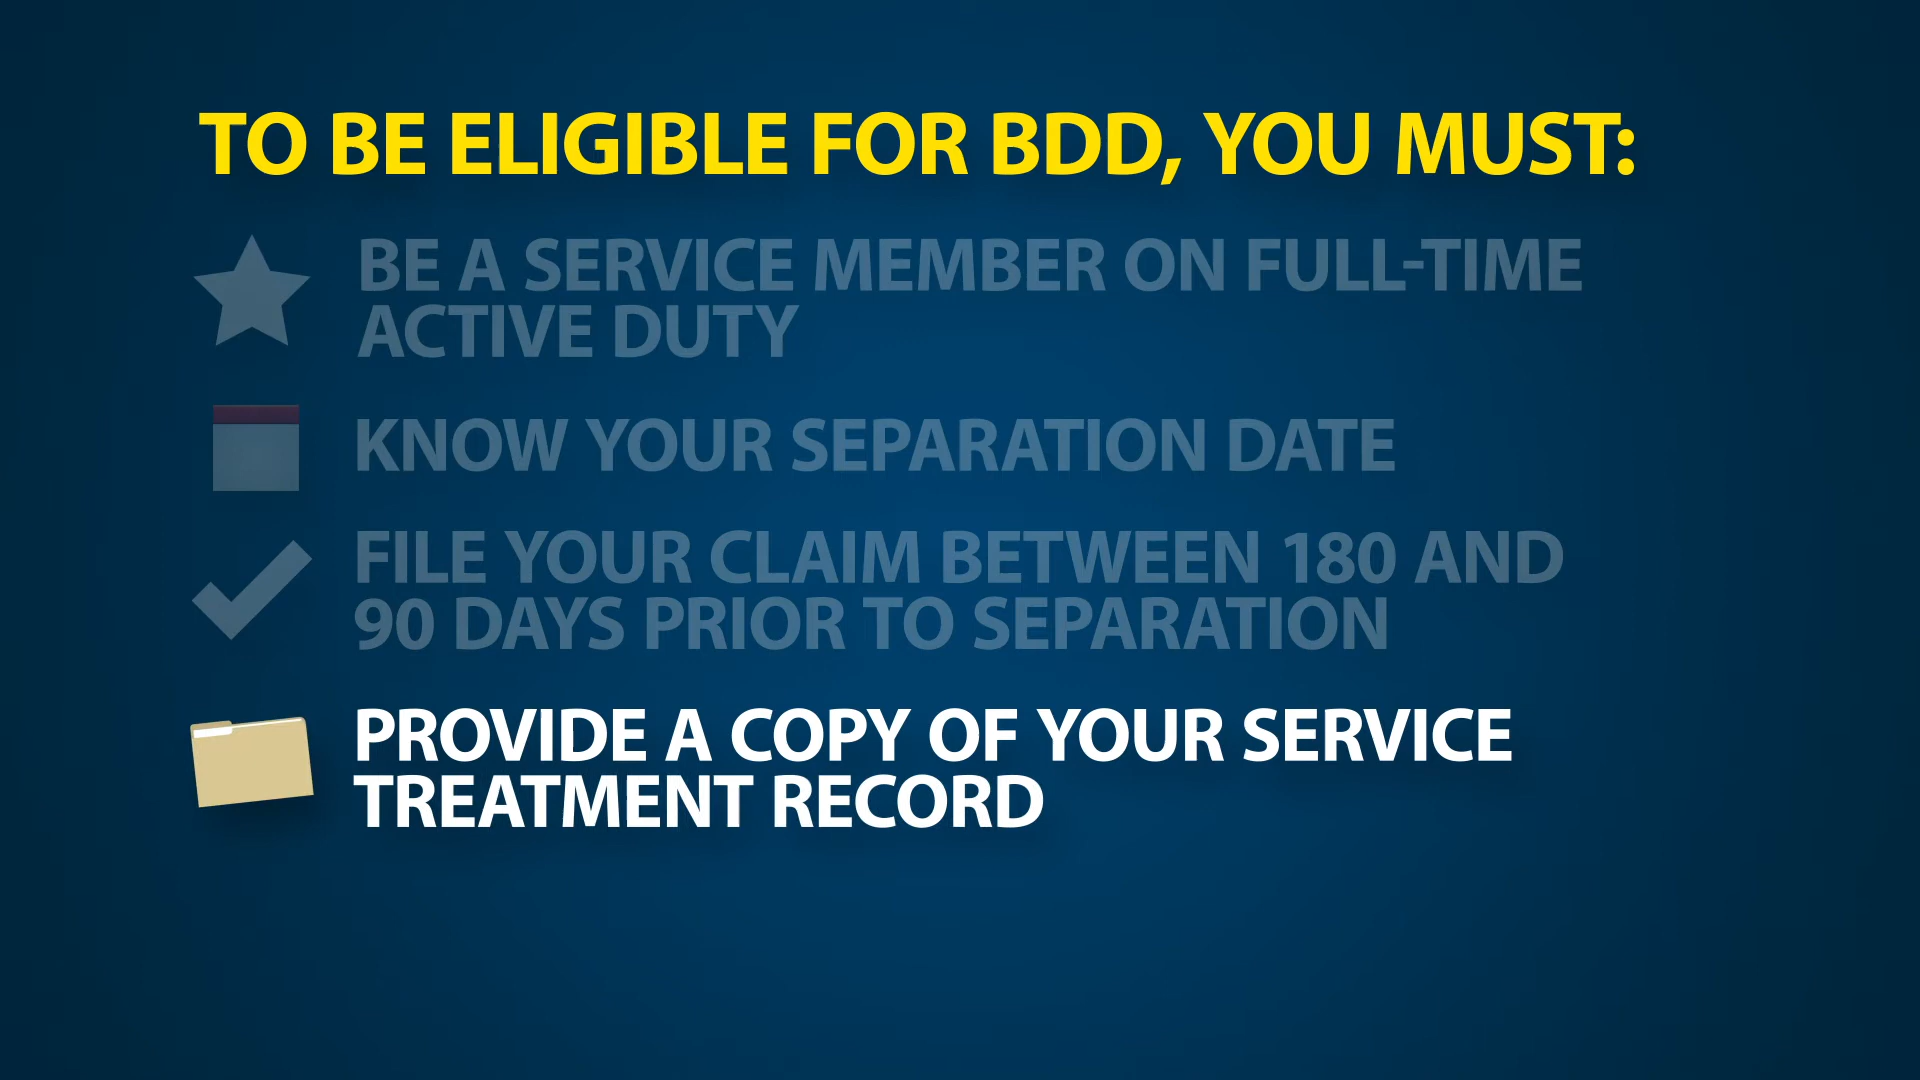 TO BE ELIGIBLE FOR BDD, YOU MUST:
BE A SERVICE MEMBER ON FULL-TIME
ACTIVE DUTY
KNOW YOUR SEPARATION DATE
FILE YOUR CLAIM BETWEEN 180 AND
90 DAYS PRIOR TO SEPARATION
PROVIDE A COPY OF YOUR SERVICE
TREATMENT RECORD